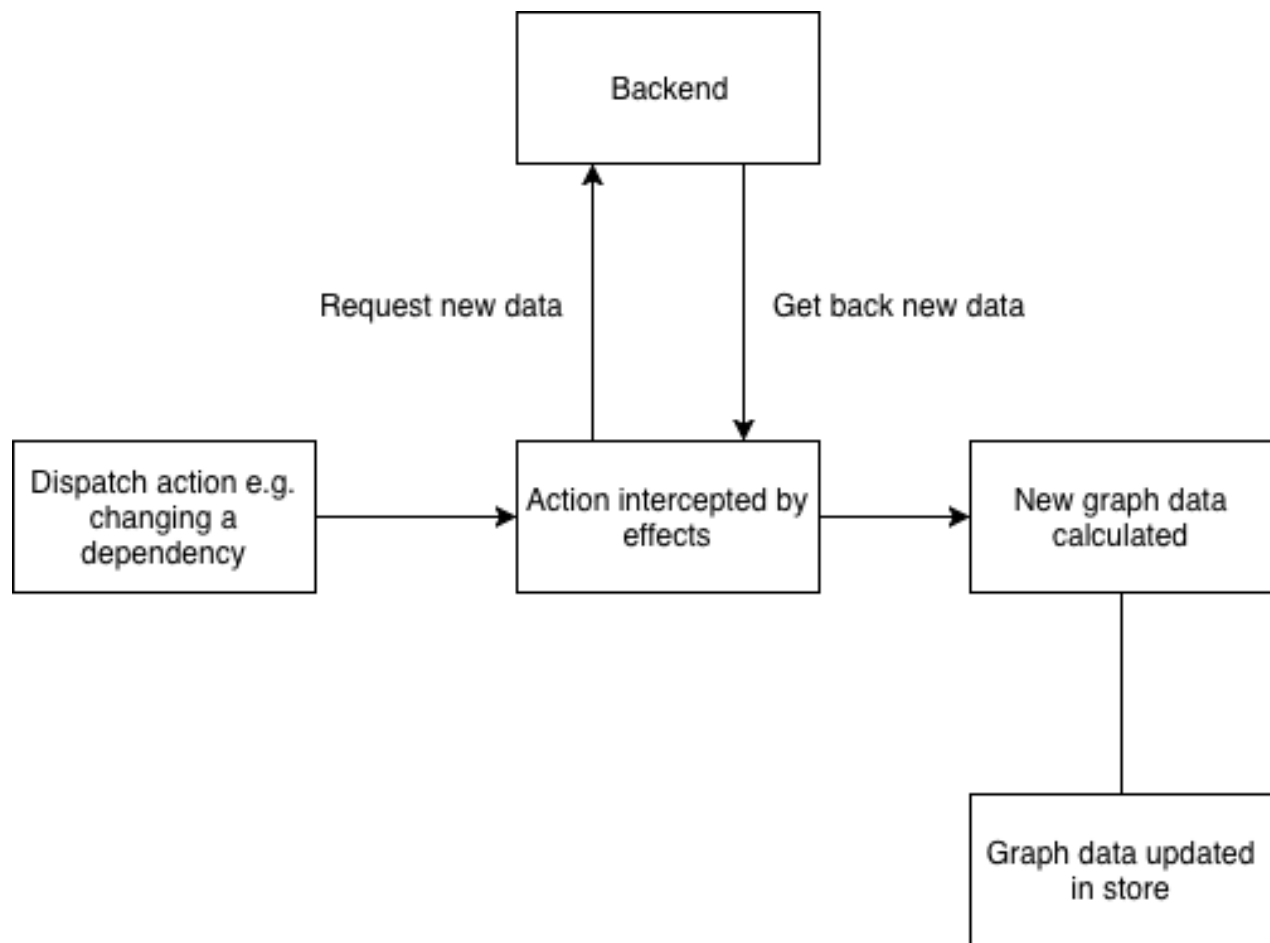 Backend
Request new data
Get back new data
Dispatch action e.g.
changing a
dependency
Action intercepted by
effects
New graph data
calculated
Graph data updated
in store